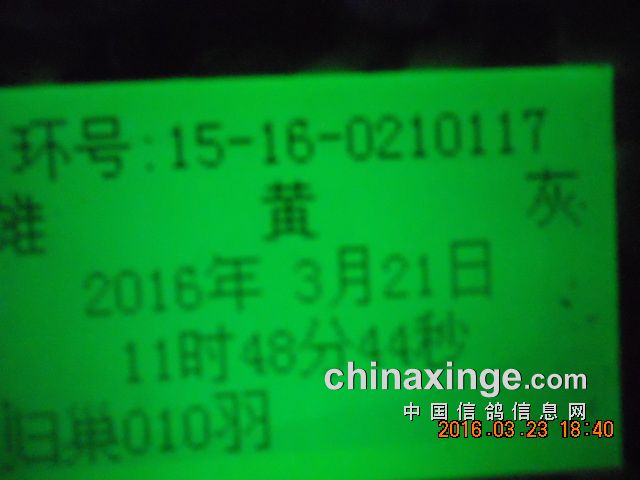 环号:15-16-0210117
雄 黄 灰
2016年 3月21日
11时48分44秒
归巢010羽
chinaxinge.com
中国信鸽信息网
2016.03.23 18:40